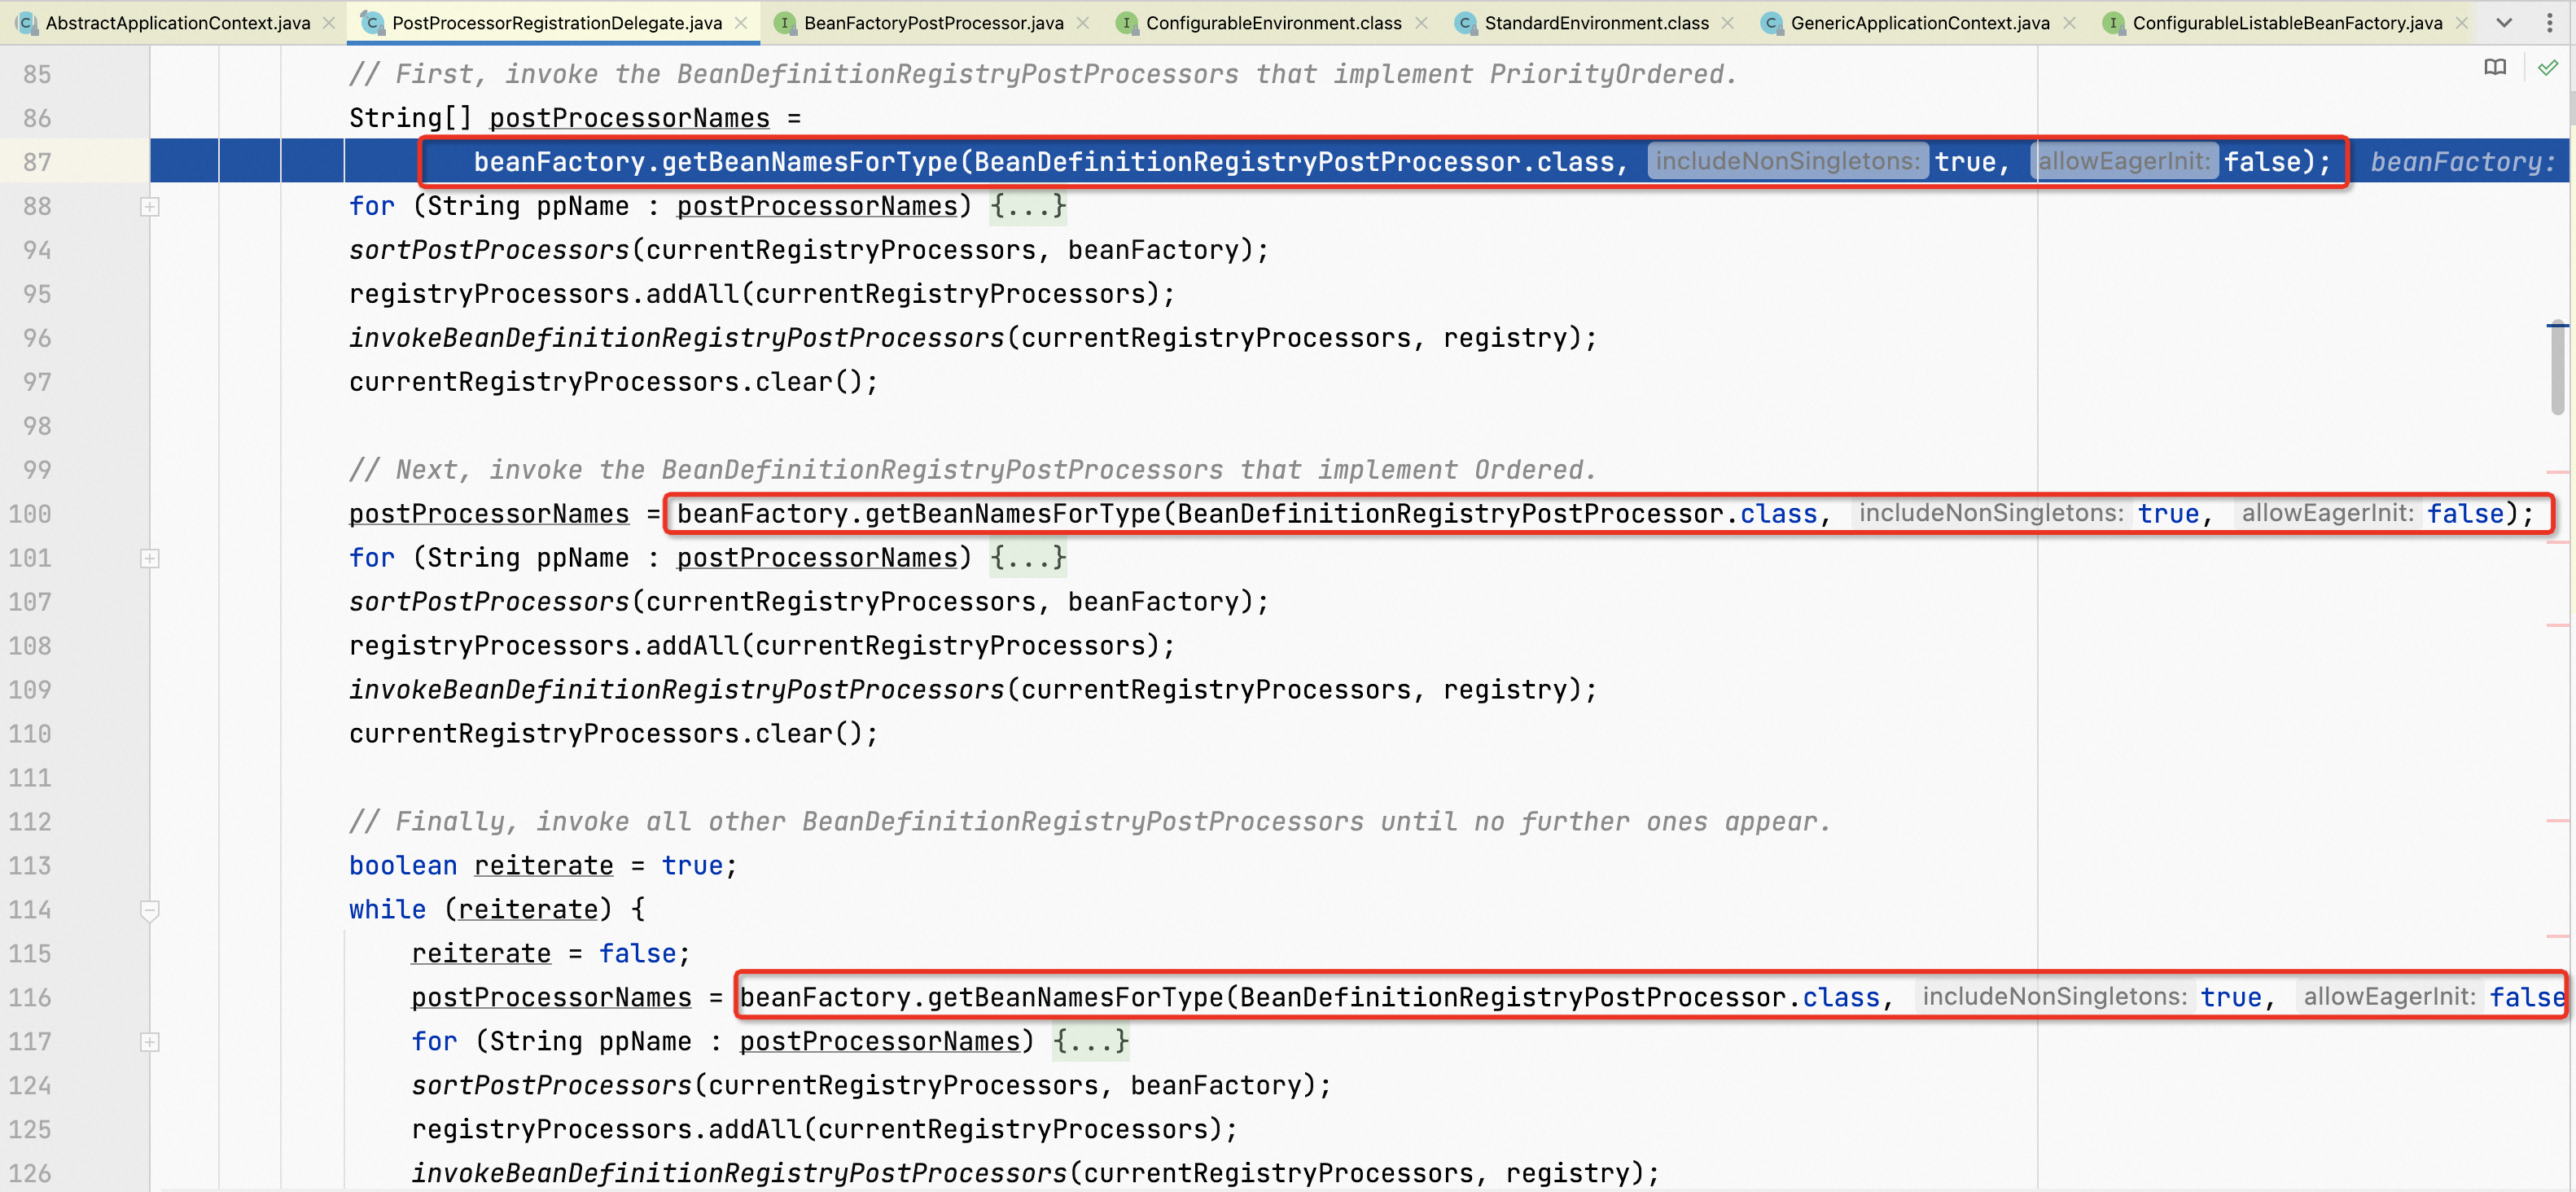 AbstractApplicationContext.java PostProcessorRegistrationDelegate.java BeanFactoryPostProcessor.java ConfigurableEnvironment.class StandardEnvironment.class GenericApplicationContext.java ConfigurableListableBeanFactory.java
85 // First, invoke the BeanDefinitionRegistryPostProcessors that implement PriorityOrdered.
86 String[] postProcessorNames =
87 beanFactory.getBeanNamesForType(BeanDefinitionRegistryPostProcessor.class, includeNonSingletons: true, allowEagerInit: false); beanFactory:
88 for (String ppName : postProcessorNames) {...}
94 sortPostProcessors(currentRegistryProcessors, beanFactory);
95 registryProcessors.addAll(currentRegistryProcessors);
96 invokeBeanDefinitionRegistryPostProcessors(currentRegistryProcessors, registry);
97 currentRegistryProcessors.clear();
98
99 // Next, invoke the BeanDefinitionRegistryPostProcessors that implement Ordered.
100 postProcessorNames = beanFactory.getBeanNamesForType(BeanDefinitionRegistryPostProcessor.class, includeNonSingletons: true, allowEagerInit: false);
101 for (String ppName : postProcessorNames) {...}
107 sortPostProcessors(currentRegistryProcessors, beanFactory);
108 registryProcessors.addAll(currentRegistryProcessors);
109 invokeBeanDefinitionRegistryPostProcessors(currentRegistryProcessors, registry);
110 currentRegistryProcessors.clear();
111
112 // Finally, invoke all other BeanDefinitionRegistryPostProcessors until no further ones appear.
113 boolean reiterate = true;
114 while (reiterate) {
115 reiterate = false;
116 postProcessorNames = beanFactory.getBeanNamesForType(BeanDefinitionRegistryPostProcessor.class, includeNonSingletons: true, allowEagerInit: false
117 for (String ppName : postProcessorNames) {...}
124 sortPostProcessors(currentRegistryProcessors, beanFactory);
125 registryProcessors.addAll(currentRegistryProcessors);
126 invokeBeanDefinitionRegistryPostProcessors(currentRegistryProcessors, registry);